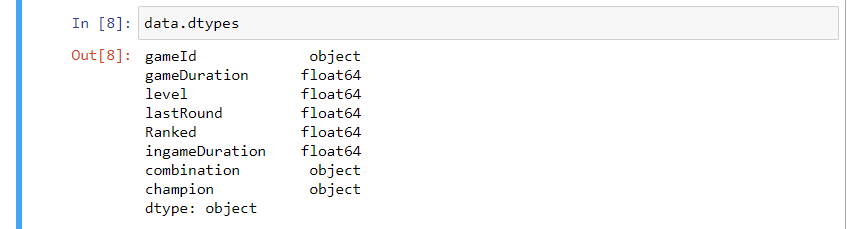 In [8]: data.dtypes
Out[8]: gameId object
gameDuration float64
level float64
lastRound float64
Ranked float64
ingameDuration float64
combination object
champion object
dtype: object